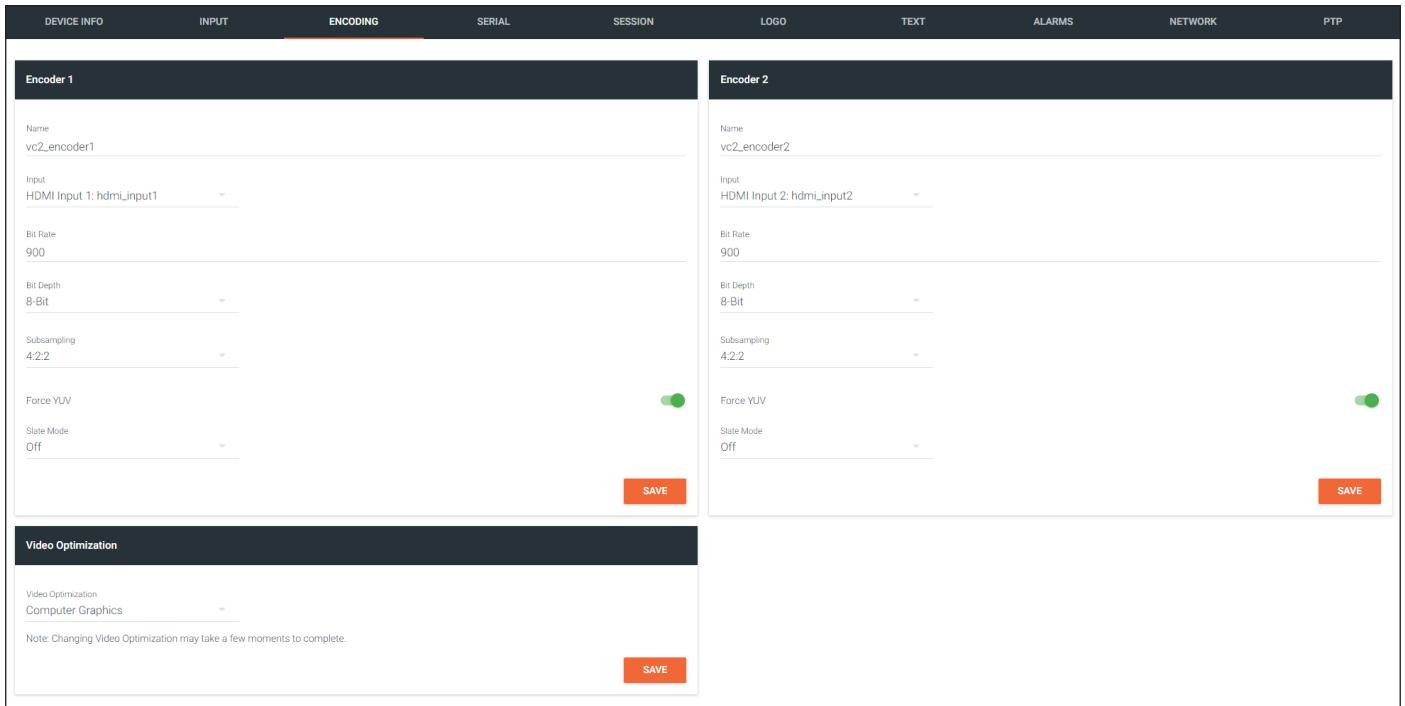 DEVICE INFO INPUT ENCODING SERIAL SESSION LOGO TEXT ALARMS NETWORK PTP
Encoder 1
Name
vc2_encoder1
Input
HDMI Input 1: hdmi_input1
Bit Rate
900
Bit Depth
8-Bit
Subsampling
4:2:2
Force YUV
Slate Mode
Off
SAVE
Encoder 2
Name
vc2_encoder2
Input
HDMI Input 2: hdmi_input2
Bit Rate
900
Bit Depth
8-Bit
Subsampling
4:2:2
Force YUV
Slate Mode
Off
SAVE
Video Optimization
Video Optimization
Computer Graphics
Note: Changing Video Optimization may take a few moments to complete.
SAVE